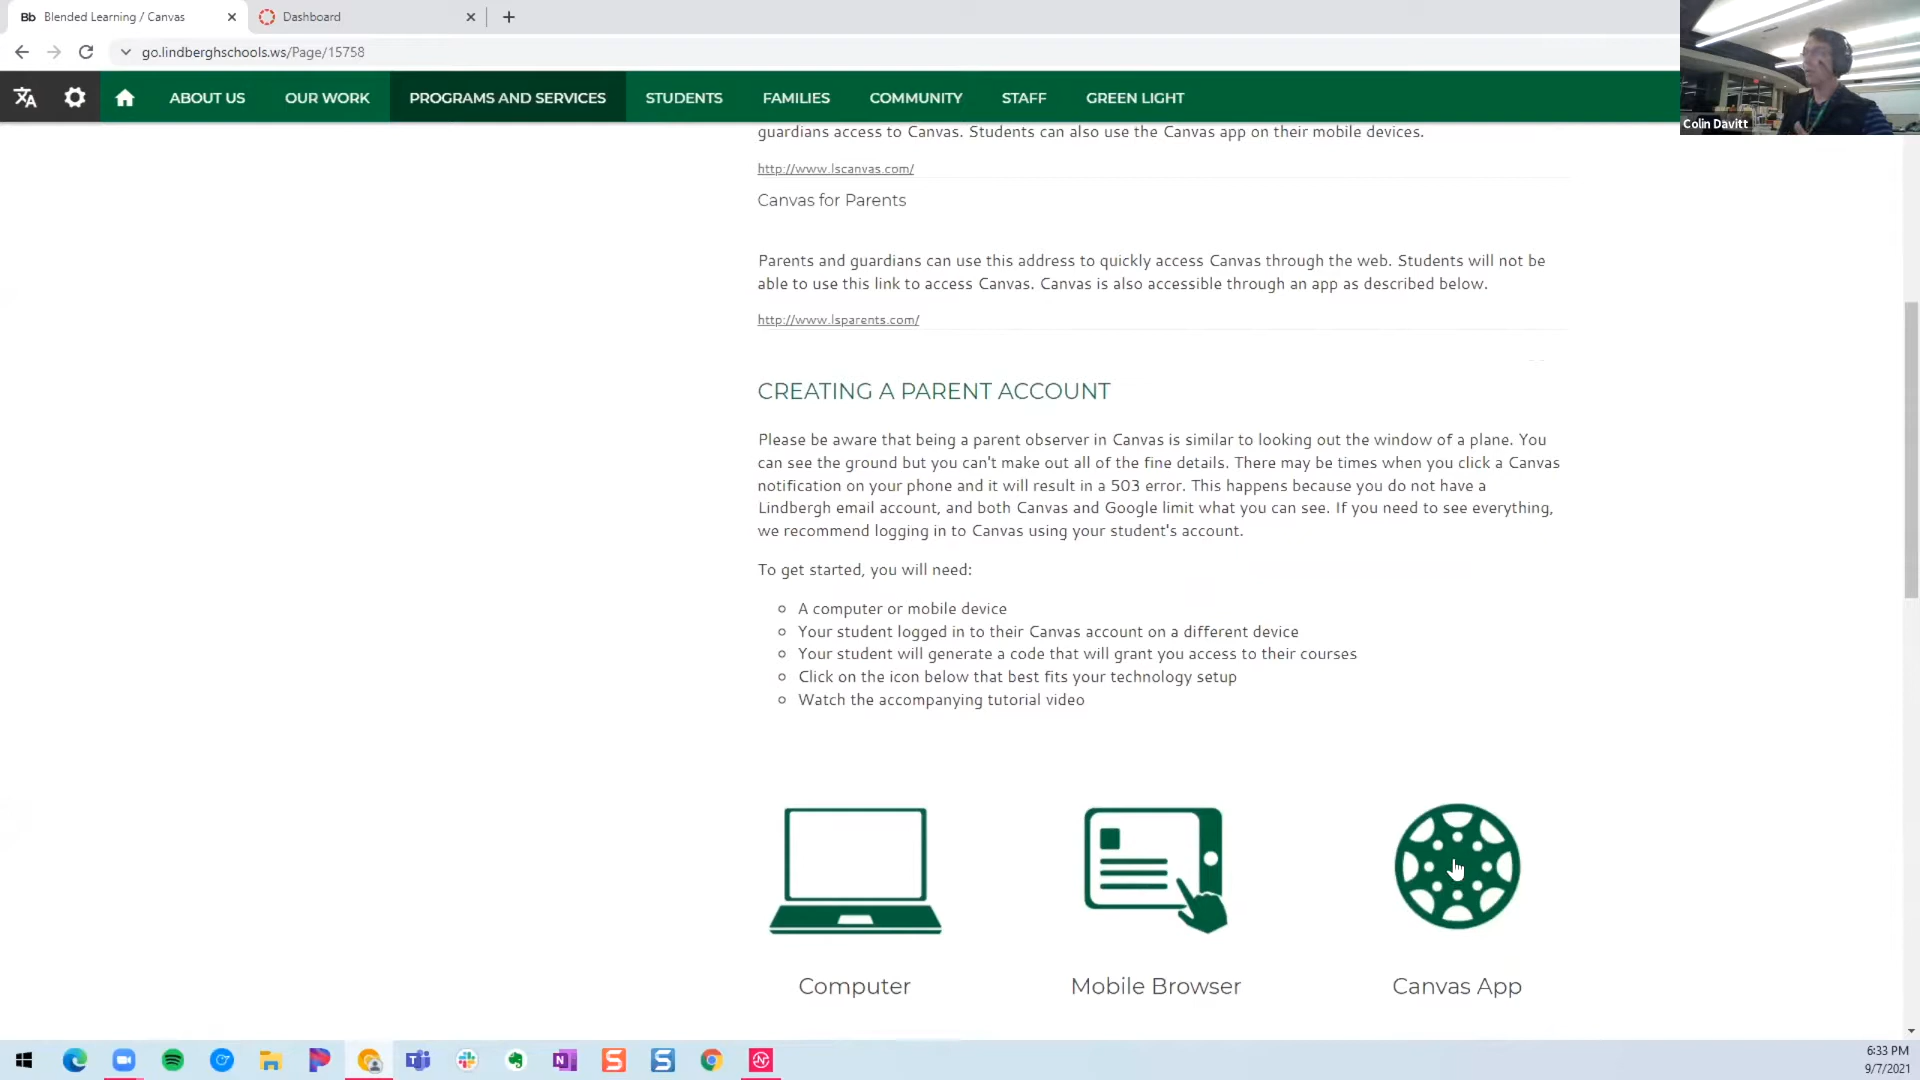 Bb Blended Learning / Canvas
Dashboard
go.lindberghschools.ws/Page/15758
ABOUT US OUR WORK PROGRAMS AND SERVICES STUDENTS FAMILIES COMMUNITY STAFF GREEN LIGHT
Colin Davitt
guardians access to Canvas. Students can also use the Canvas app on their mobile devices.
http://www.lscanvas.com/
Canvas for Parents
Parents and guardians can use this address to quickly access Canvas through the web. Students will not be
able to use this link to access Canvas. Canvas is also accessible through an app as described below.
http://www.lsparents.com/
CREATING A PARENT ACCOUNT
Please be aware that being a parent observer in Canvas is similar to looking out the window of a plane. You
can see the ground but you can't make out all of the fine details. There may be times when you click a Canvas
notification on your phone and it will result in a 503 error. This happens because you do not have a
Lindbergh email account, and both Canvas and Google limit what you can see. If you need to see everything,
we recommend logging in to Canvas using your student's account.
To get started, you will need:
A computer or mobile device
Your student logged in to their Canvas account on a different device
Your student will generate a code that will grant you access to their courses
Click on the icon below that best fits your technology setup
Watch the accompanying tutorial video
Computer Mobile Browser Canvas App
6:33 PM
9/7/2021